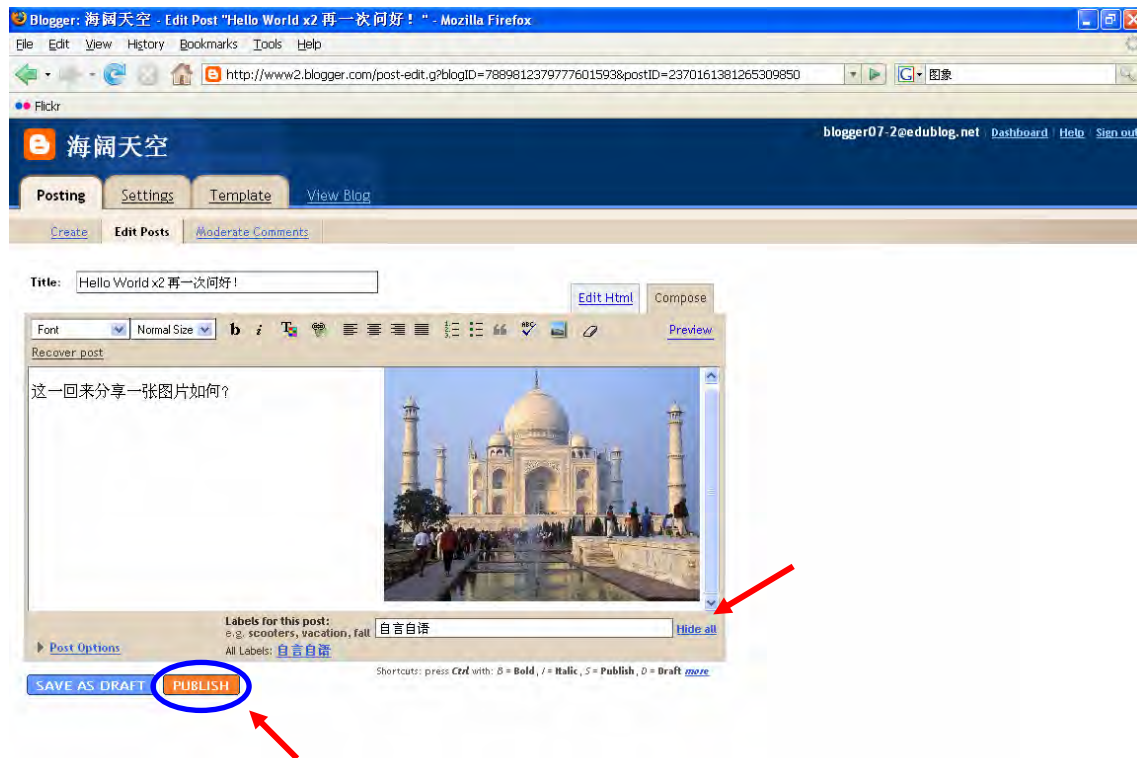 Blogger: 海阔天空 - Edit Post "Hello World x2 再一次问好！" - Mozilla Firefox
File Edit View History Bookmarks Tools Help
http://www2.blogger.com/post-edit.g?blogID=7889812379777601593&postID=2370161381265309850
G 图象
Flickr
海阔天空
blogger07-2@edublog.net | Dashboard | Help | Sign out
Posting Settings Template View Blog
Create Edit Posts Moderate Comments
Title: Hello World x2 再一次问好！
Edit Html Compose
Font Normal Size b i T ABC Preview
Recover post
这一回来分享一张图片如何？
Labels for this post:
e.g. scooters, vacation, fall 自言自语 Hide all
Post Options All Labels: 自言自语
Shortcuts: press Ctrl with: B = Bold, I = Italic, S = Publish, D = Draft more
SAVE AS DRAFT PUBLISH